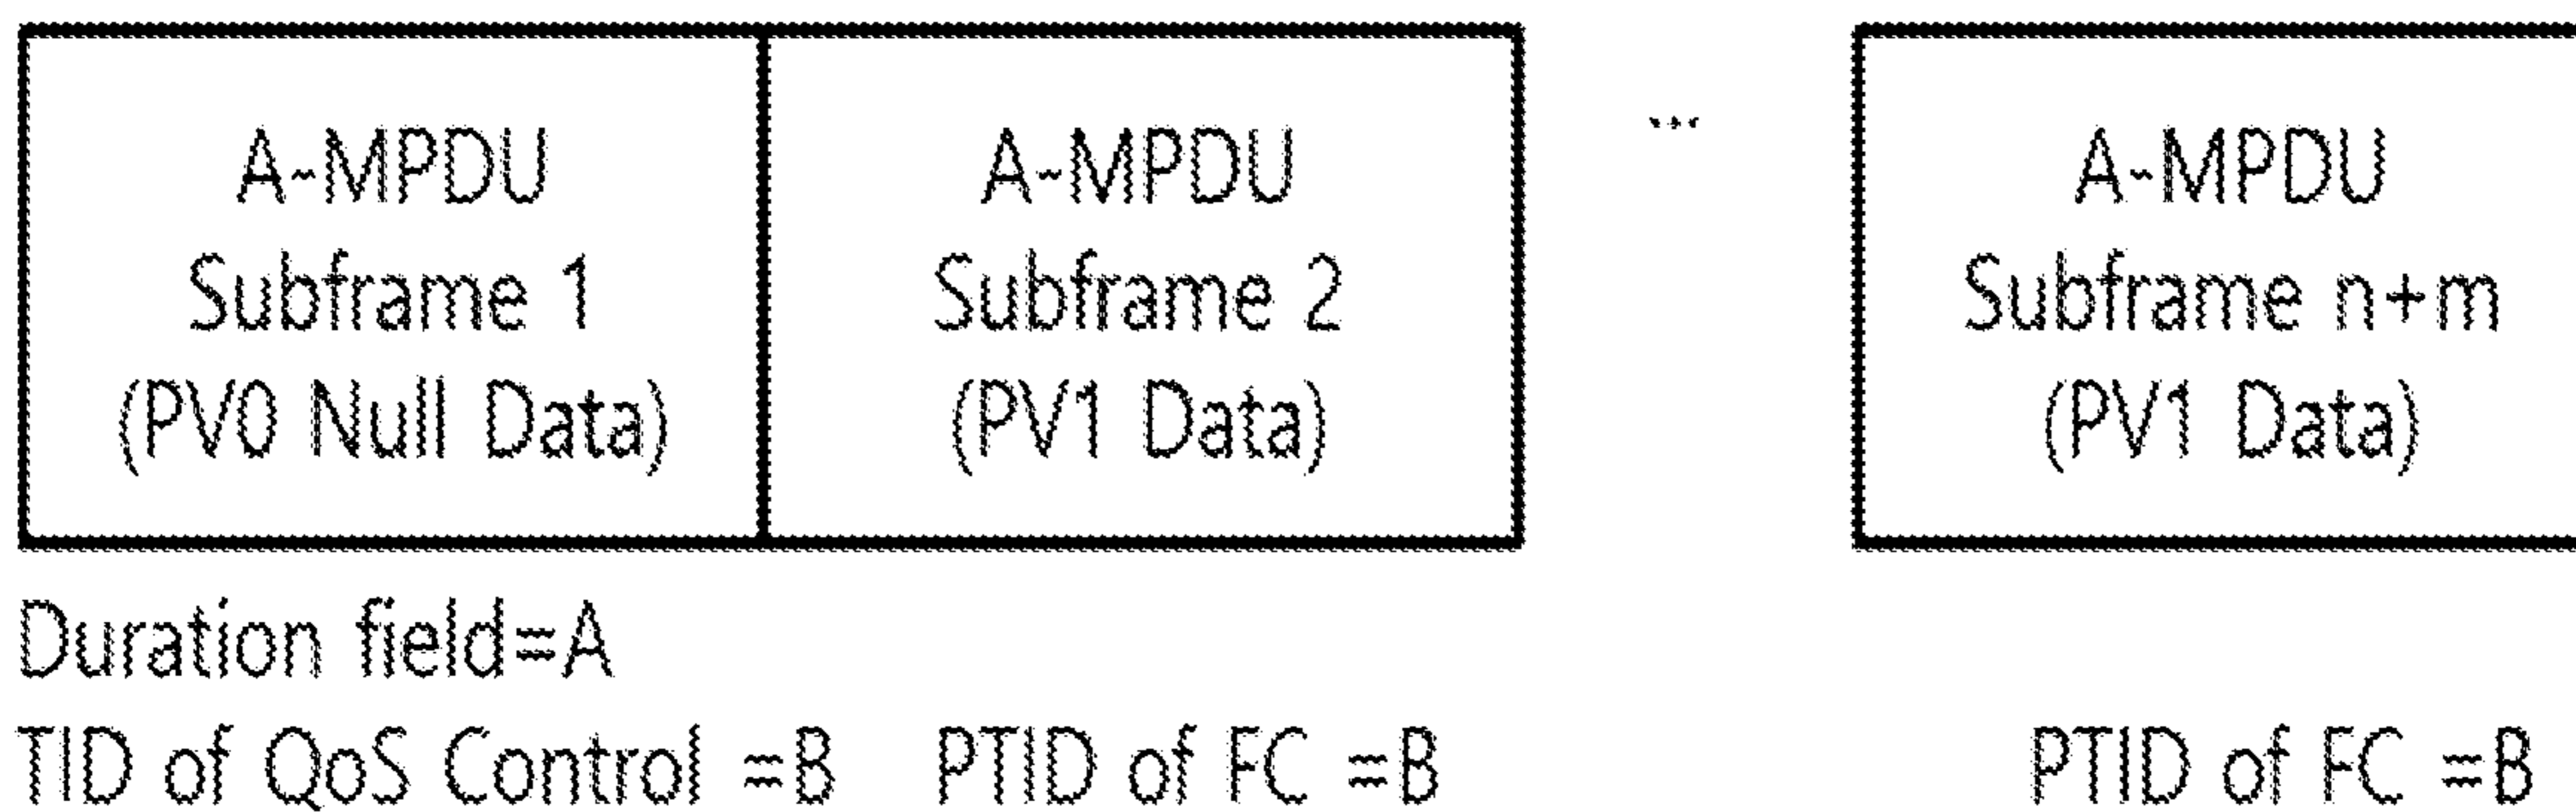 A-MPDU
Subframe 1
(PV0 Null Data)
A-MPDU
Subframe 2
(PV1 Data)
...
A-MPDU
Subframe n+m
(PV1 Data)
Duration field=A
TID of QoS Control =B
PTID of FC =B
PTID of FC =B